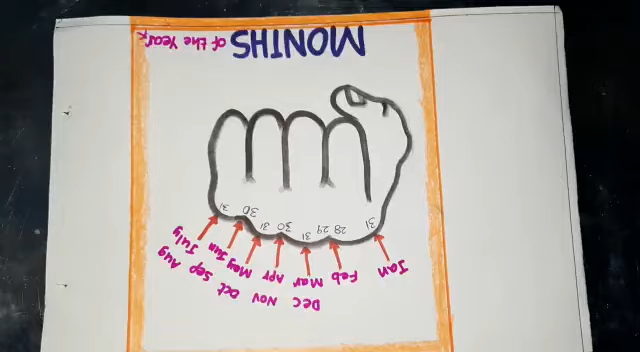 MONTHS
of the Year
31 28 29 31 30 31 30 31
Jan Feb Mar Apr May Jun July
Dec Nov Oct Sep Aug